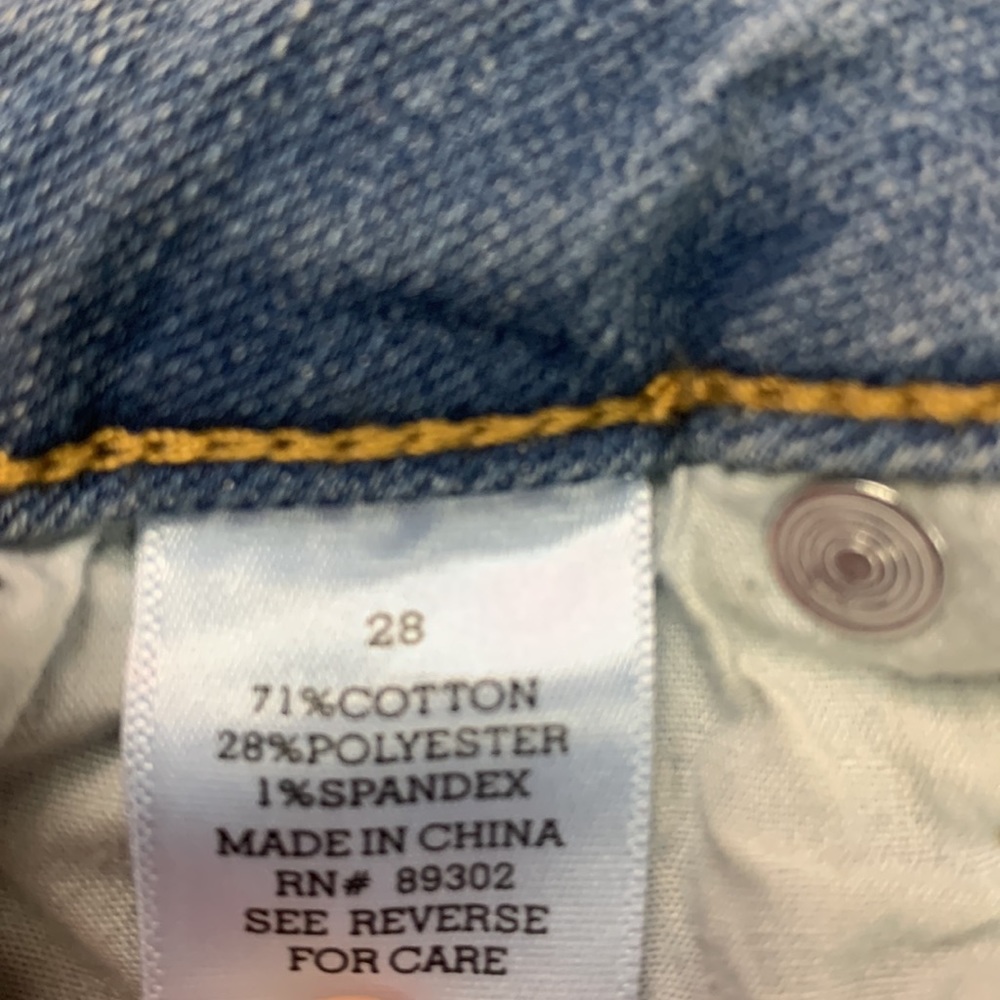 28
71%COTTON
28%POLYESTER
1%SPANDEX
MADE IN CHINA
RN# 89302
SEE REVERSE
FOR CARE